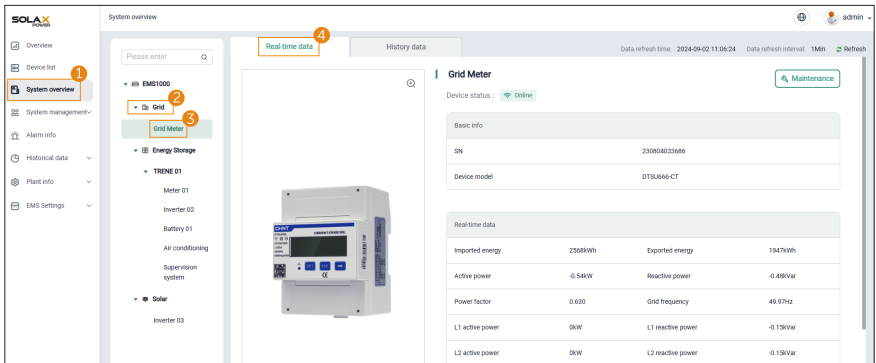 SOLAX
POWER
System overview
admin
Overview
Device list
1
System overview
System management
Alarm info
Historical data
Plant info
EMS Settings
Please enter
EMS1000
2
Grid
3
Grid Meter
Energy Storage
TRENE 01
Meter 01
Inverter 02
Battery 01
Air conditioning
Supervision
system
Solar
Inverter 03
4
Real-time data
History data
Data refresh time: 2024-09-02 11:06:24 Data refresh interval: 1Min Refresh
CHNT
Grid Meter
Maintenance
Device status : Online
Basic info
SN 230804033686
Device model DTSU666-CT
Real-time data
Imported energy 2568kWh Exported energy 1947kWh
Active power -0.54kW Reactive power -0.48kVar
Power factor 0.630 Grid frequency 49.97Hz
L1 active power 0kW L1 reactive power -0.15kVar
L2 active power 0kW L2 reactive power -0.15kVar